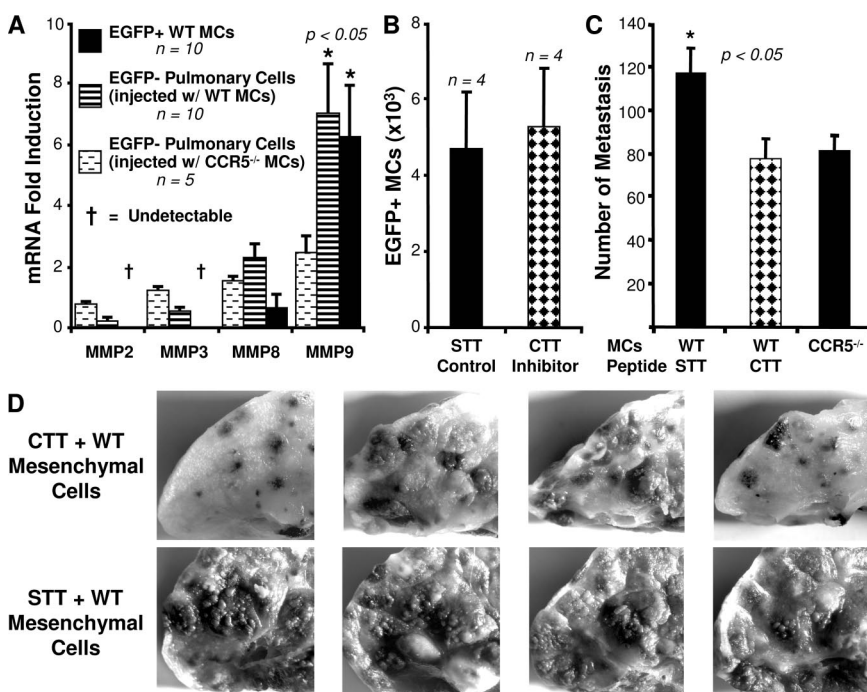 A
mRNA Fold Induction
10
8
6
4
2
0
EGFP+ WT MCs
n = 10
EGFP- Pulmonary Cells
(injected w/ WT MCs)
n = 10
EGFP- Pulmonary Cells
(injected w/ CCR5-/- MCs)
n = 5
† = Undetectable
p < 0.05
*
*
†
†
MMP2
MMP3
MMP8
MMP9
B
EGFP+ MCs (x10³)
8
6
4
2
0
n = 4
n = 4
STT
Control
CTT
Inhibitor
C
Number of Metastasis
140
120
100
80
60
40
20
*
p < 0.05
MCs
Peptide
WT
STT
WT
CTT
CCR5-/-
D
CTT + WT
Mesenchymal
Cells
STT + WT
Mesenchymal
Cells